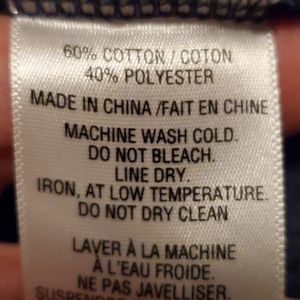 60% COTTON / COTON
40% POLYESTER
MADE IN CHINA /FAIT EN CHINE
MACHINE WASH COLD.
DO NOT BLEACH.
LINE DRY.
IRON, AT LOW TEMPERATURE.
DO NOT DRY CLEAN
LAVER À LA MACHINE
À L'EAU FROIDE.
NE PAS JAVELLISER.